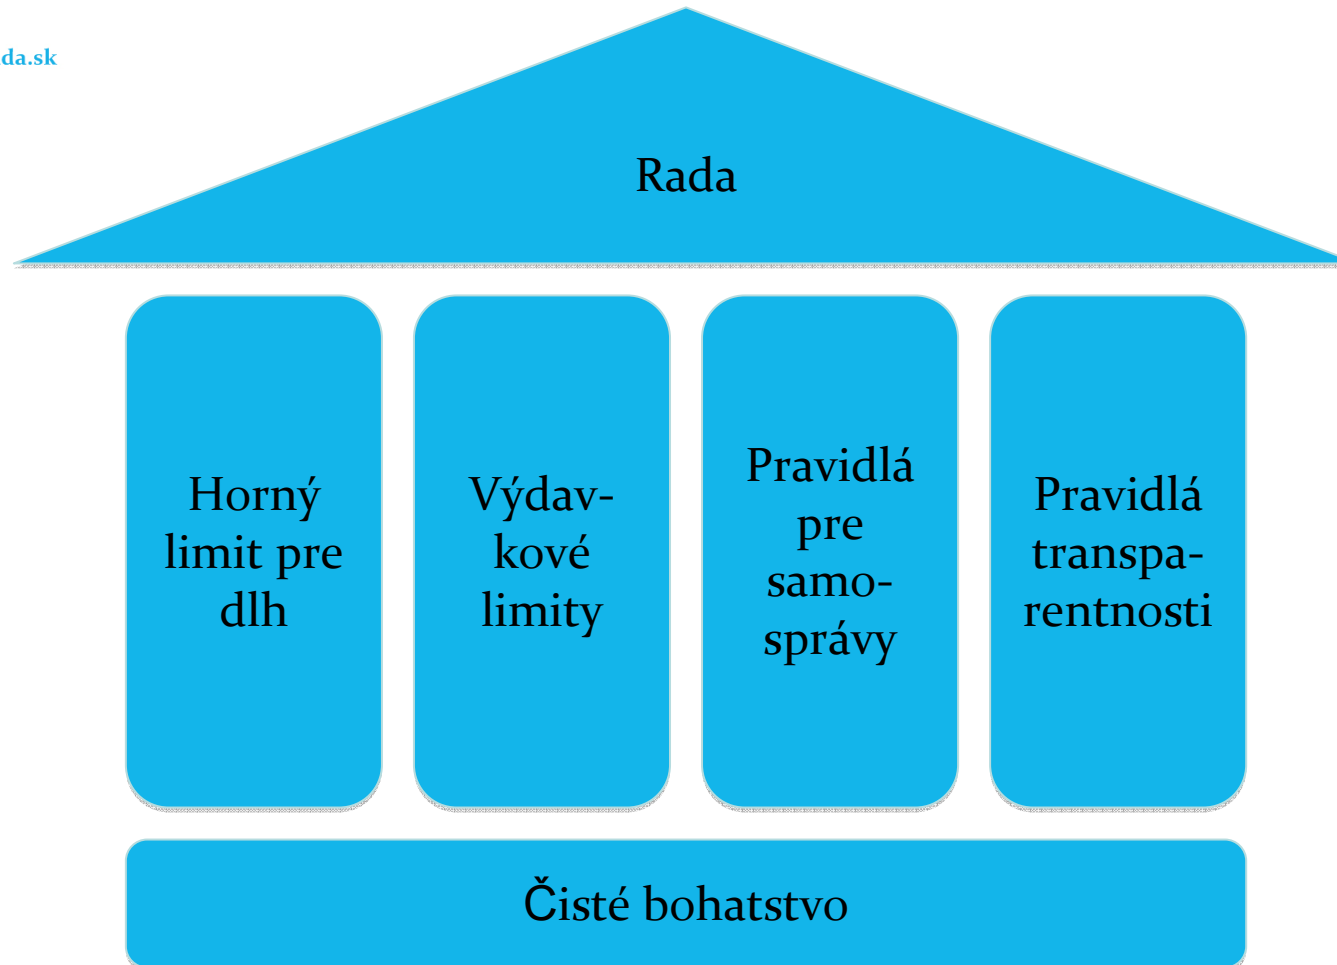 da.sk
Rada
Horný
limit pre
dlh
Výdav-
kové
limity
Pravidlá
pre
samo-
správy
Pravidlá
transpa-
rentnosti
Čisté bohatstvo